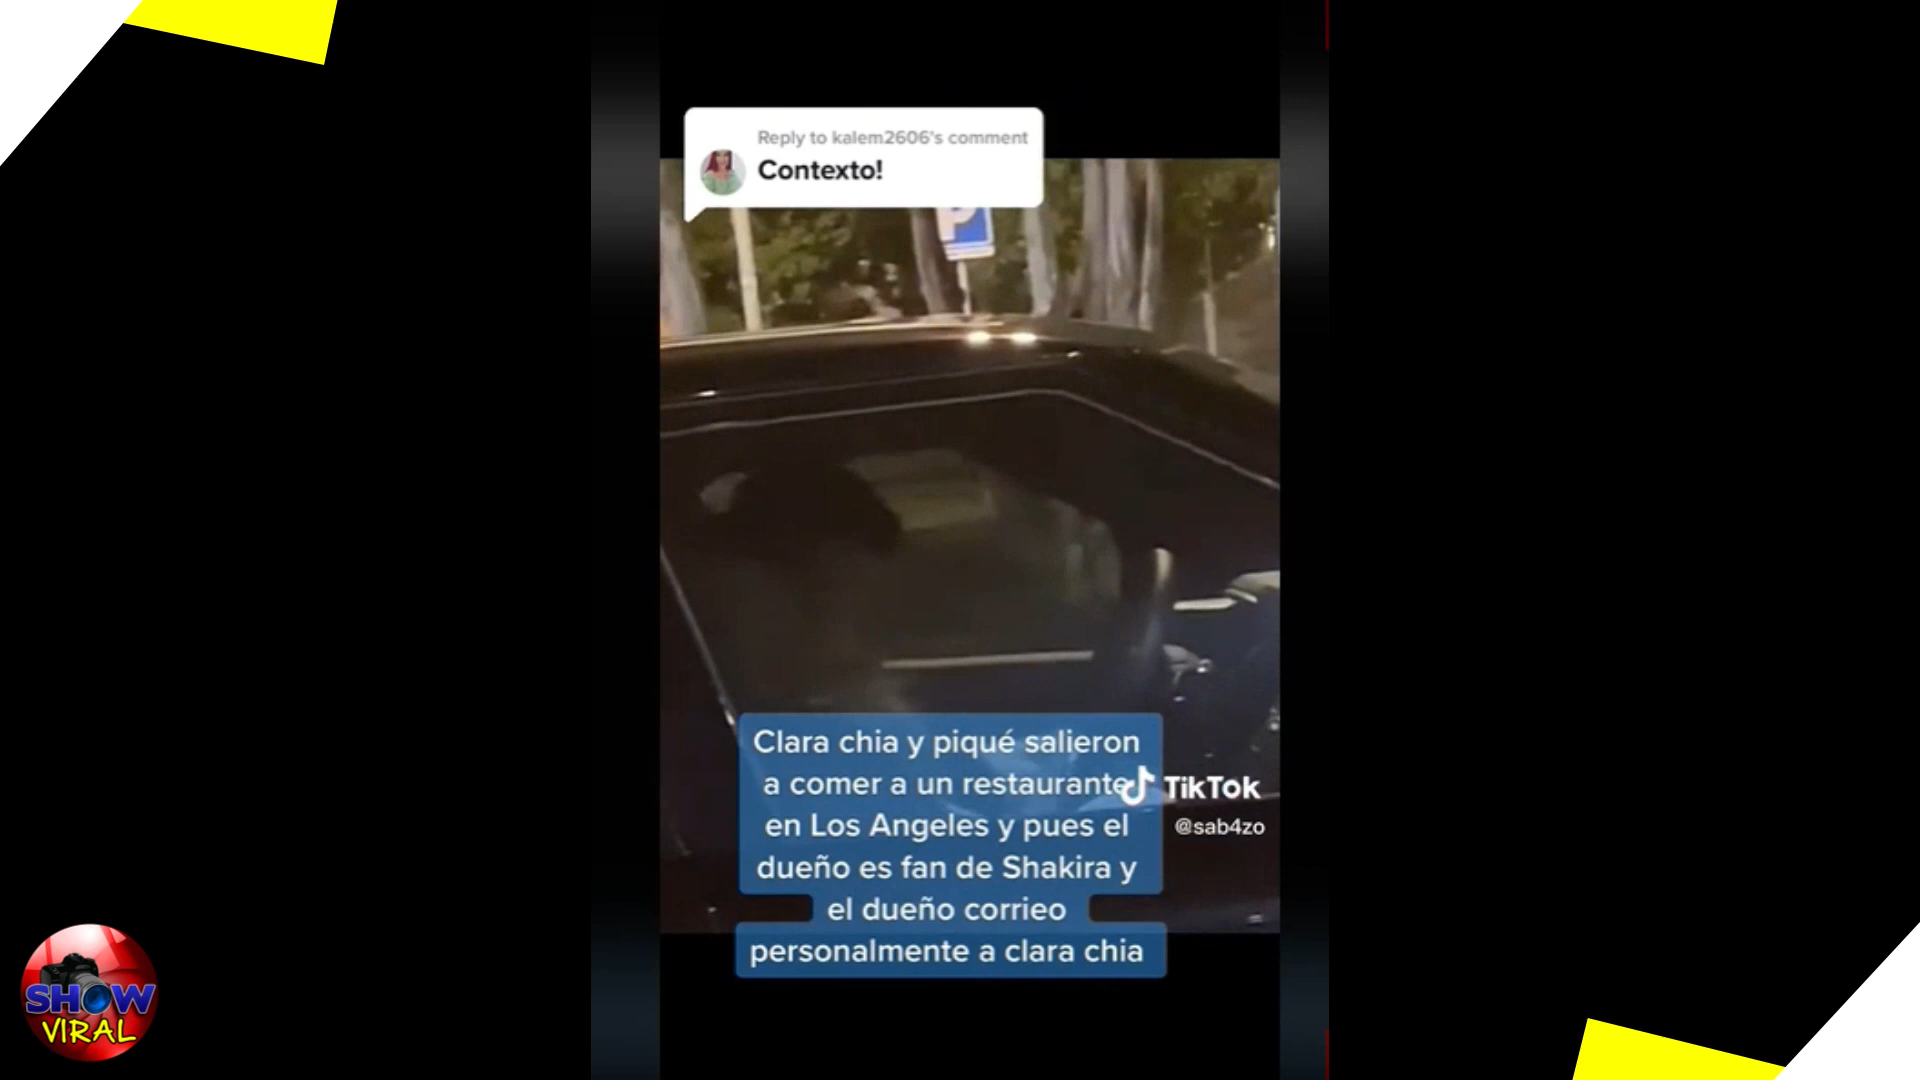 Reply to kalem2606's comment
Contexto!
P
Clara chia y piqué salieron
a comer a un restaurante
en Los Angeles y pues el
dueño es fan de Shakira y
el dueño corrieo
personalmente a clara chia
TikTok
@sab4zo
SHOW
VIRAL